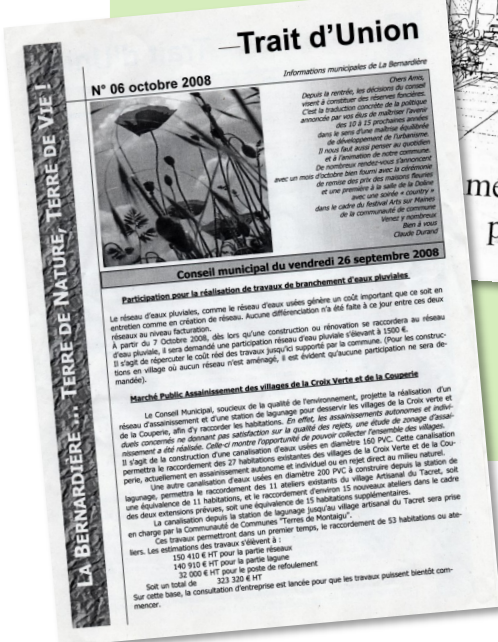 Trait d'Union
Informations municipales de La Bernardière
N° 06 octobre 2008
LA BERNARDIÈRE ... TERRE DE NATURE, TERRE DE VIE !
Chers Amis,
Depuis la rentrée, les décisions du conseil
visent à constituer des réserves foncières.
C'est la traduction concrète de la politique
annoncée par vos élus de maîtriser l'avenir
des 10 à 15 prochaines années
dans le sens d'une maîtrise équilibrée
de développement de l'urbanisme.
Il nous faut aussi penser au quotidien
et à l'animation de notre commune.
De nombreux rendez-vous s'annoncent
avec un mois d'octobre bien fourni avec la cérémonie
de remise des prix des maisons fleuries
et une première à la salle de la Doline
avec une soirée « country »
dans le cadre du festival Arts sur Maines
de la communauté de commune
Venez y nombreux
Bien à vous
Claude Durand
Conseil municipal du vendredi 26 septembre 2008
Participation pour la réalisation de travaux de branchement d'eaux pluviales
Le réseau d'eaux pluviales, comme le réseau d'eaux usées génère un coût important que ce soit en
entretien comme en création de réseau. Aucune différenciation n'a été faite à ce jour entre ces deux
réseaux au niveau facturation.
À partir du 7 Octobre 2008, dès lors qu'une construction ou rénovation se raccordera au réseau
d'eau pluviale, il sera demandé une participation réseau d'eau pluviale s'élevant à 1500 €.
Il s'agit de répercuter le coût réel des travaux jusqu'ici supporté par la commune. (Pour les construc-
tions en village où aucun réseau n'est aménagé, il est évident qu'aucune participation ne sera de-
mandée).
Marché Public Assainissement des villages de la Croix Verte et de la Couperie
Le Conseil Municipal, soucieux de la qualité de l'environnement, projette la réalisation d'un
réseau d'assainissement et d'une station de lagunage pour desservir les villages de la Croix verte et
de la Couperie, afin d'y raccorder les habitations. En effet, les assainissements autonomes et indivi-
duels concernés ne donnant pas satisfaction sur la qualité des rejets, une étude de zonage d'assai-
nissement a été réalisée. Celle-ci montre l'opportunité de pouvoir collecter l'ensemble des villages.
Il s'agit de la construction d'une canalisation d'eaux usées en diamètre 160 PVC. Cette canalisation
permettra le raccordement des 27 habitations existantes des villages de la Croix Verte et de la Cou-
perie, actuellement en assainissement autonome et individuel ou en rejet direct au milieu naturel.
Une autre canalisation d'eaux usées en diamètre 200 PVC à construire depuis la station de
lagunage, permettra le raccordement des 11 ateliers existants du village Artisanal du Tacret, soit
une équivalence de 11 habitations, et le raccordement d'environ 15 nouveaux ateliers dans le cadre
des deux extensions prévues, soit une équivalence de 15 habitations supplémentaires.
La canalisation depuis la station de lagunage jusqu'au village artisanal du Tacret sera prise
en charge par la Communauté de Communes "Terres de Montaigu".
Ces travaux permettront dans un premier temps, le raccordement de 53 habitations ou ate-
liers. Les estimations des travaux s'élèvent à :
150 410 € HT pour la partie réseaux
140 910 € HT pour la partie lagune
32 000 € HT pour le poste de refoulement
Soit un total de 323 320 € HT
Sur cette base, la consultation d'entreprise est lancée pour que les travaux puissent bientôt com-
mencer.